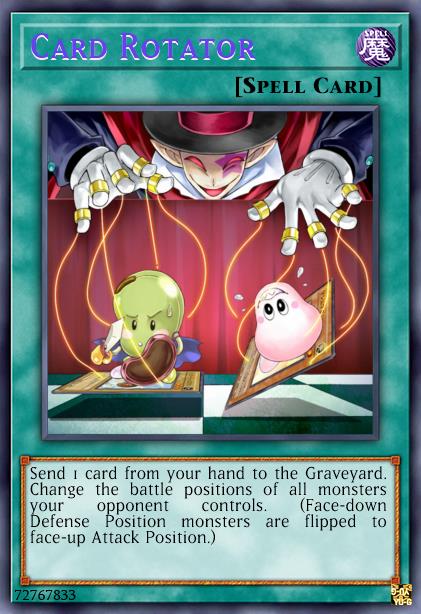 Card Rotator
SPELL
魔
[Spell Card]
Send 1 card from your hand to the Graveyard.
Change the battle positions of all monsters
your opponent controls. (Face-down
Defense Position monsters are flipped to
face-up Attack Position.)
72767833